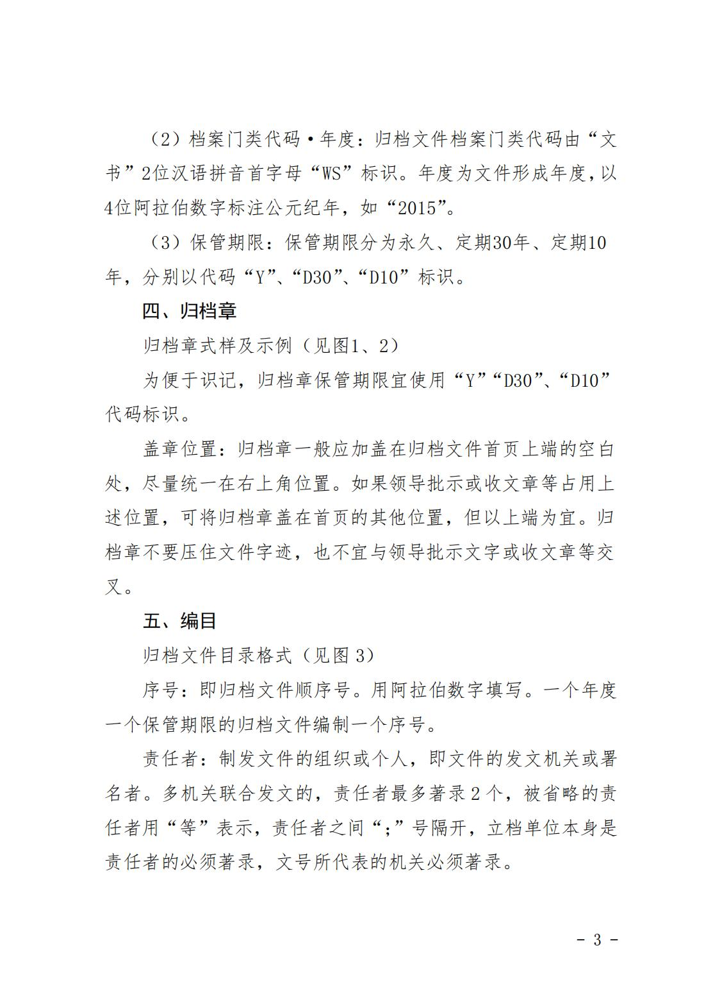 （2）档案门类代码·年度：归档文件档案门类代码由“文
书”2位汉语拼音首字母“WS”标识。年度为文件形成年度，以
4位阿拉伯数字标注公元纪年，如“2015”。
（3）保管期限：保管期限分为永久、定期30年、定期10
年，分别以代码“Y”、“D30”、“D10”标识。
四、归档章
归档章式样及示例（见图1、2）
为便于识记，归档章保管期限宜使用“Y”“D30”、“D10”
代码标识。
盖章位置：归档章一般应加盖在归档文件首页上端的空白
处，尽量统一在右上角位置。如果领导批示或收文章等占用上
述位置，可将归档章盖在首页的其他位置，但以上端为宜。归
档章不要压住文件字迹，也不宜与领导批示文字或收文章等交
叉。
五、编目
归档文件目录格式（见图 3）
序号：即归档文件顺序号。用阿拉伯数字填写。一个年度
一个保管期限的归档文件编制一个序号。
责任者：制发文件的组织或个人，即文件的发文机关或署
名者。多机关联合发文的，责任者最多著录 2 个，被省略的责
任者用“等”表示，责任者之间“；”号隔开，立档单位本身是
责任者的必须著录，文号所代表的机关必须著录。
- 3 -